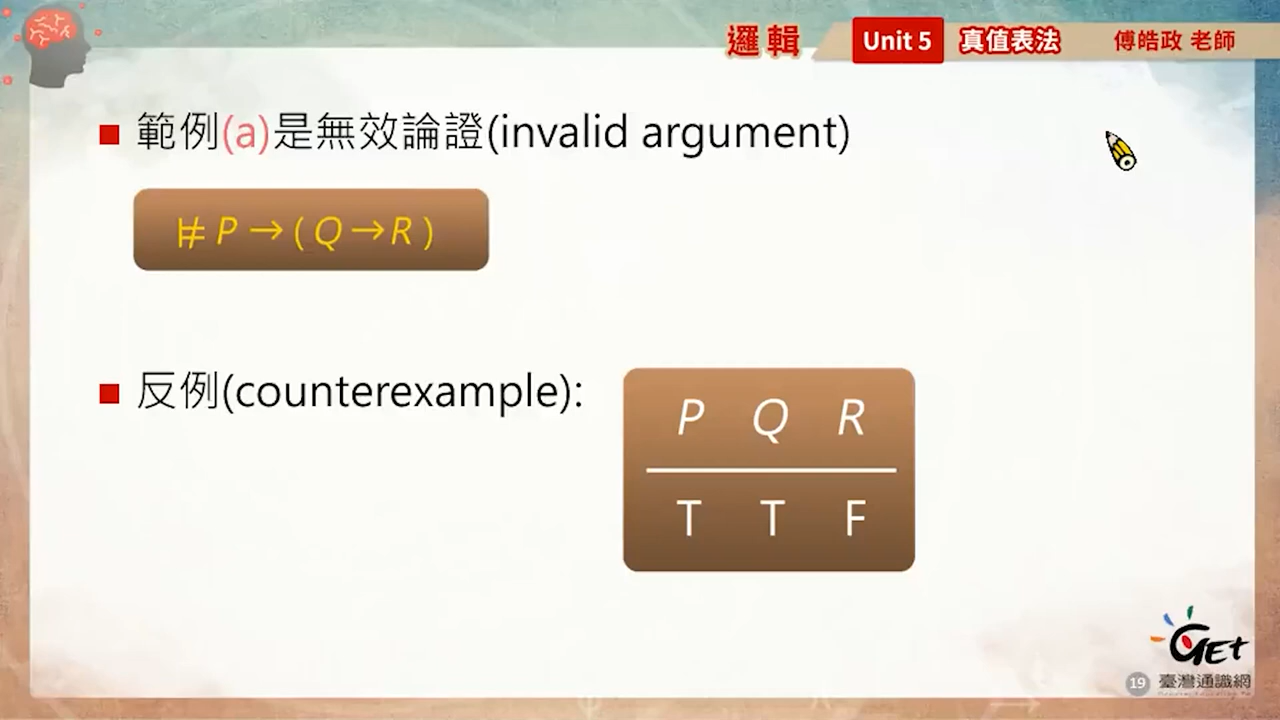 邏輯 Unit 5 真值表法 傅皓政 老師
■ 範例(a)是無效論證(invalid argument)
⊭ P → ( Q → R )
■ 反例(counterexample):
P Q R
T T F
GET
19 臺灣通識網